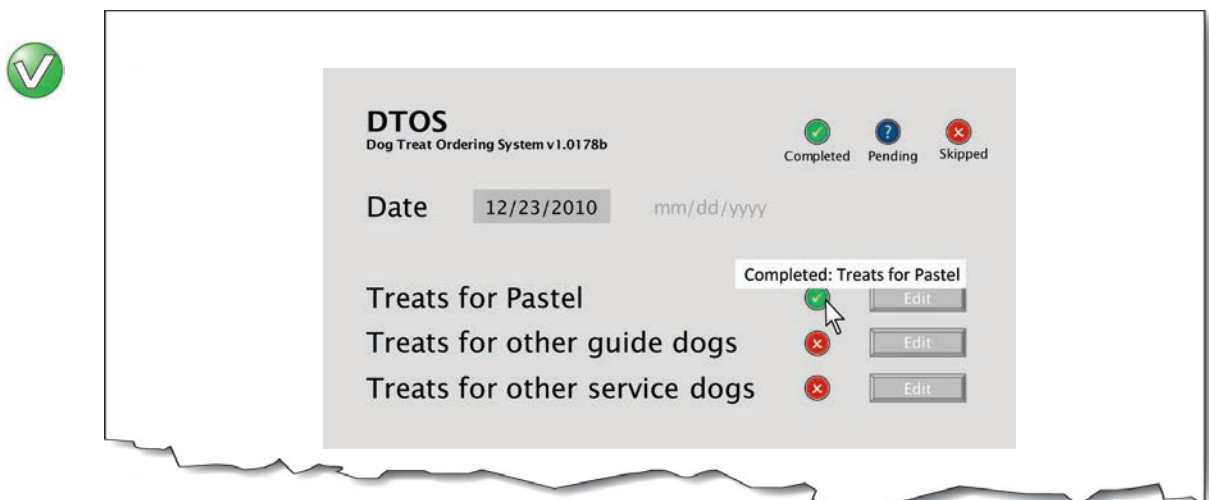 DTOS
Dog Treat Ordering System v1.0178b
Completed Pending Skipped
Date 12/23/2010 mm/dd/yyyy
Completed: Treats for Pastel
Treats for Pastel Edit
Treats for other guide dogs Edit
Treats for other service dogs Edit